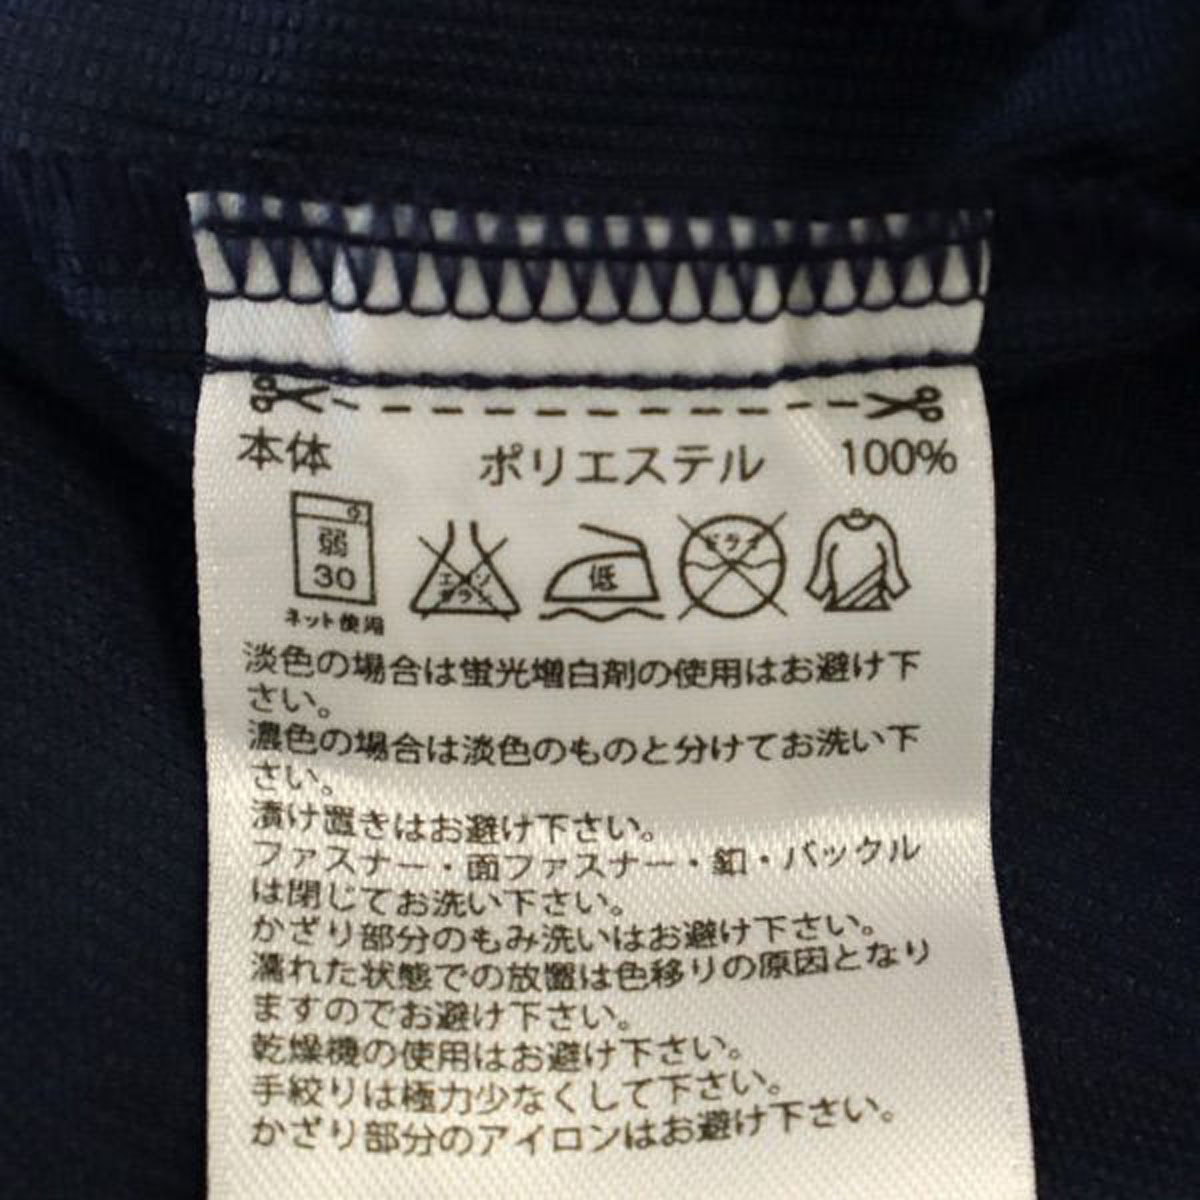 本体 ポリエステル 100%
弱
30
ネット使用
エンソ
サラシ
低
ドライ
淡色の場合は蛍光増白剤の使用はお避け下
さい。
濃色の場合は淡色のものと分けてお洗い下
さい。
漬け置きはお避け下さい。
ファスナー・面ファスナー・釦・バックル
は閉じてお洗い下さい。
かざり部分のもみ洗いはお避け下さい。
濡れた状態での放置は色移りの原因となり
ますのでお避け下さい。
乾燥機の使用はお避け下さい。
手絞りは極力少なくして下さい。
かざり部分のアイロンはお避け下さい。